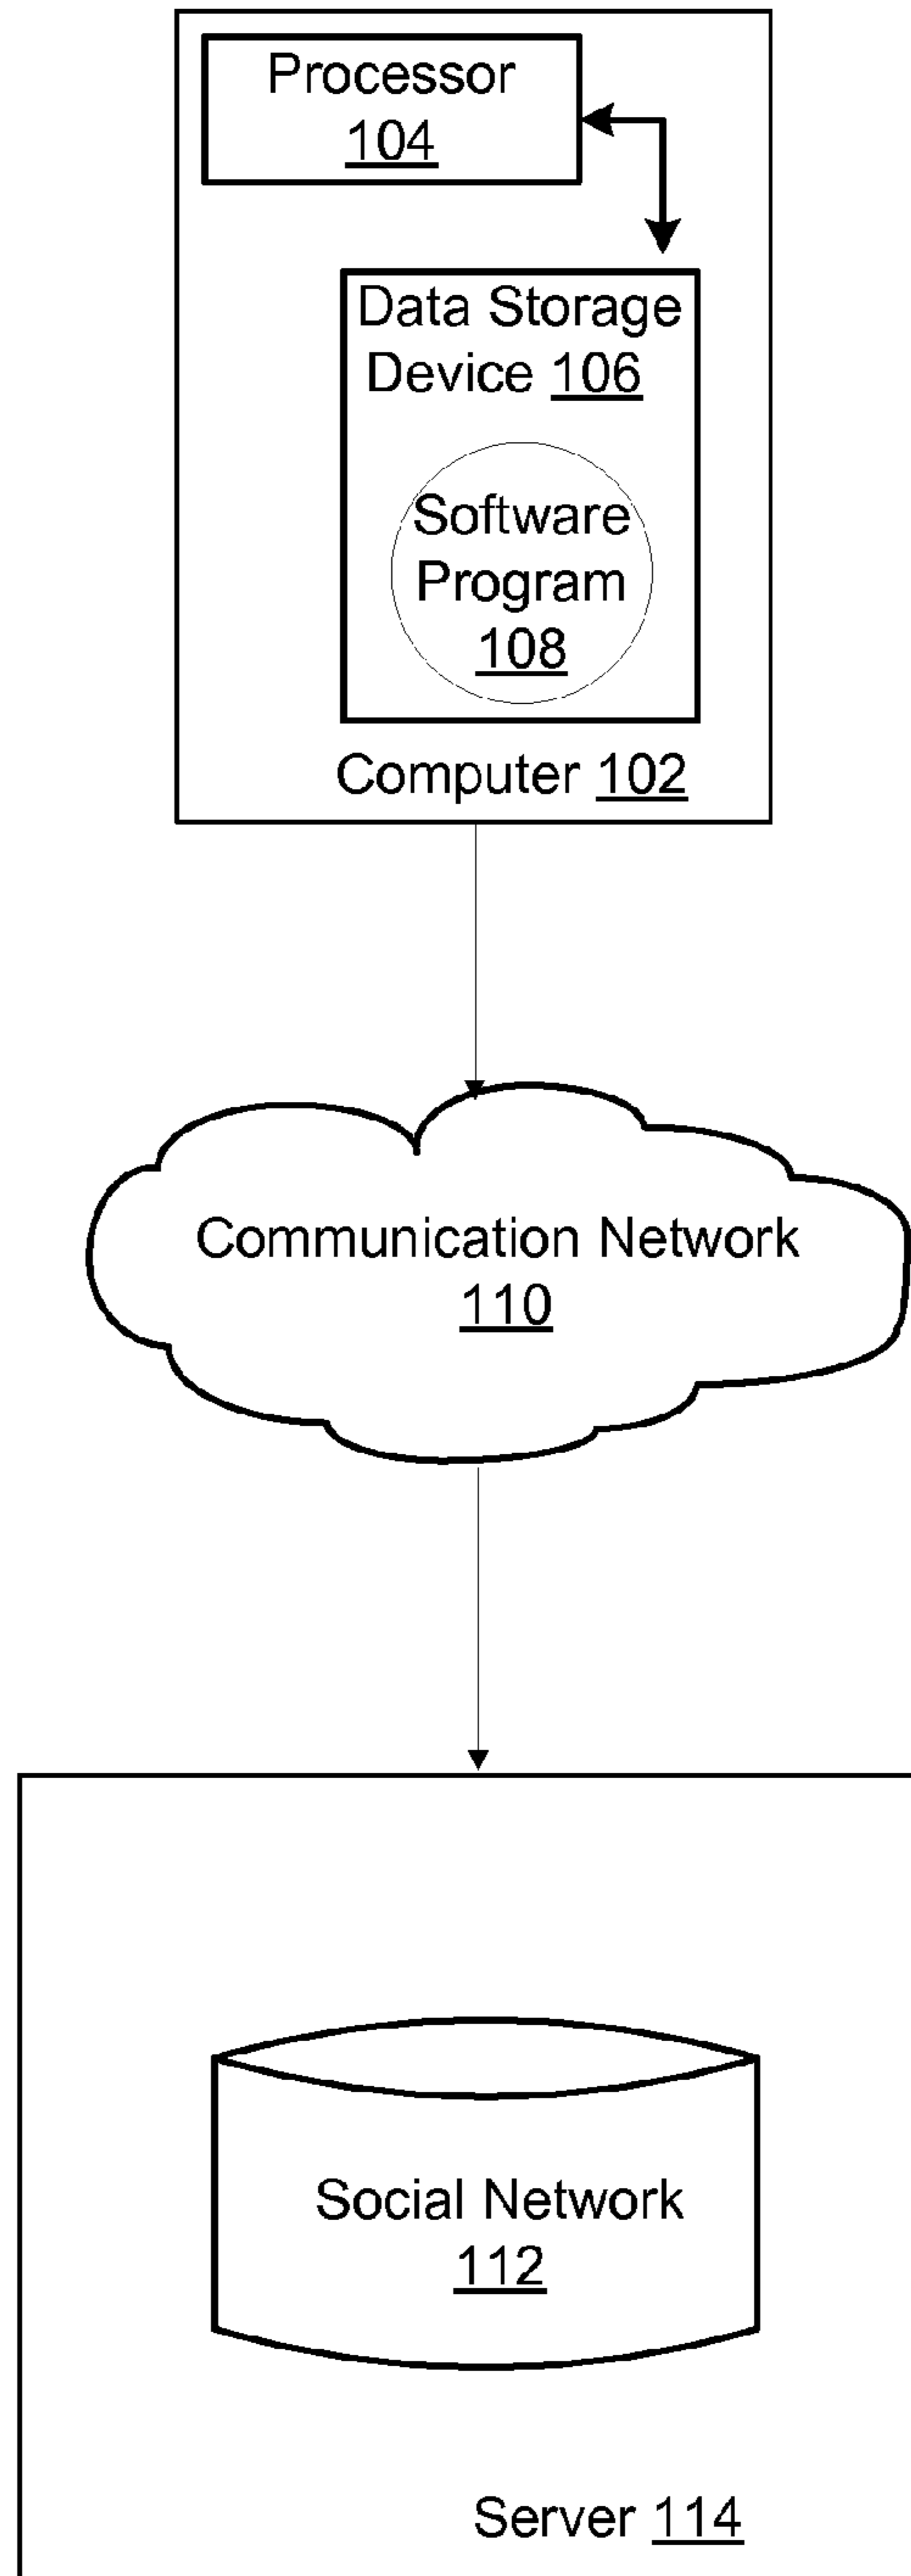 Processor
104
Data Storage
Device 106
Software
Program
108
Computer 102
Communication Network
110
Social Network
112
Server 114